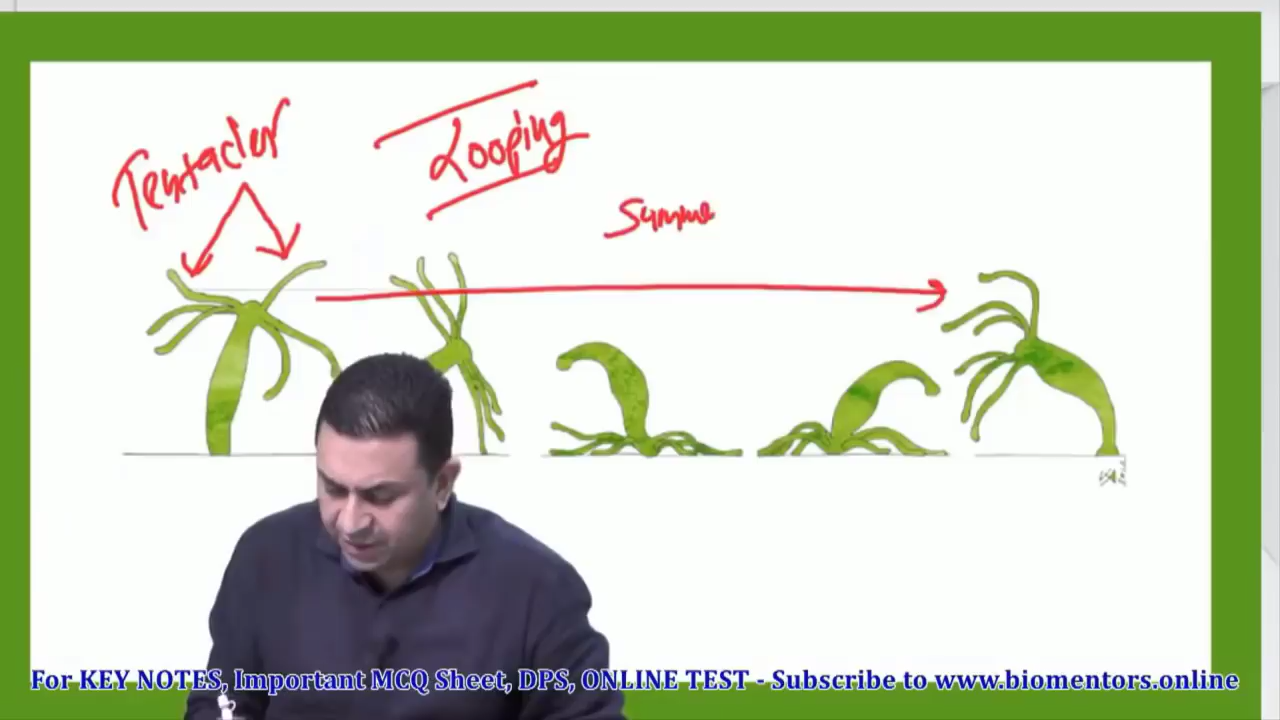 Tentacles
Looping
Summe
For KEY NOTES, Important MCQ Sheet, DPS, ONLINE TEST - Subscribe to www.biomentors.online